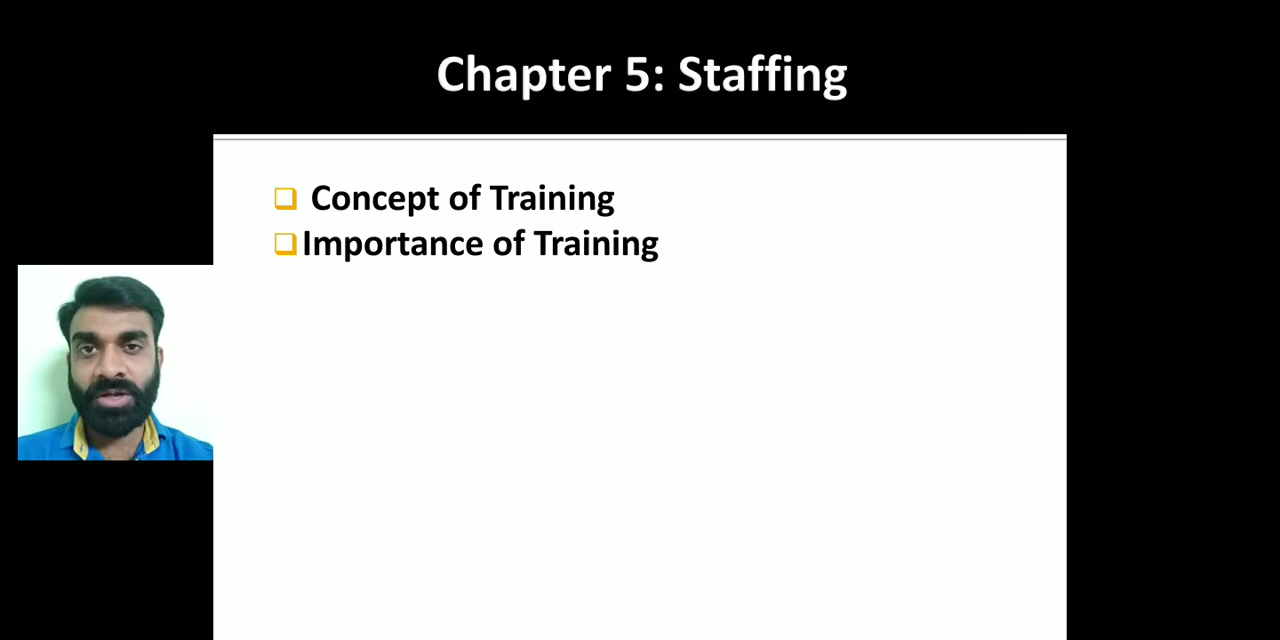 Chapter 5: Staffing
Concept of Training
Importance of Training